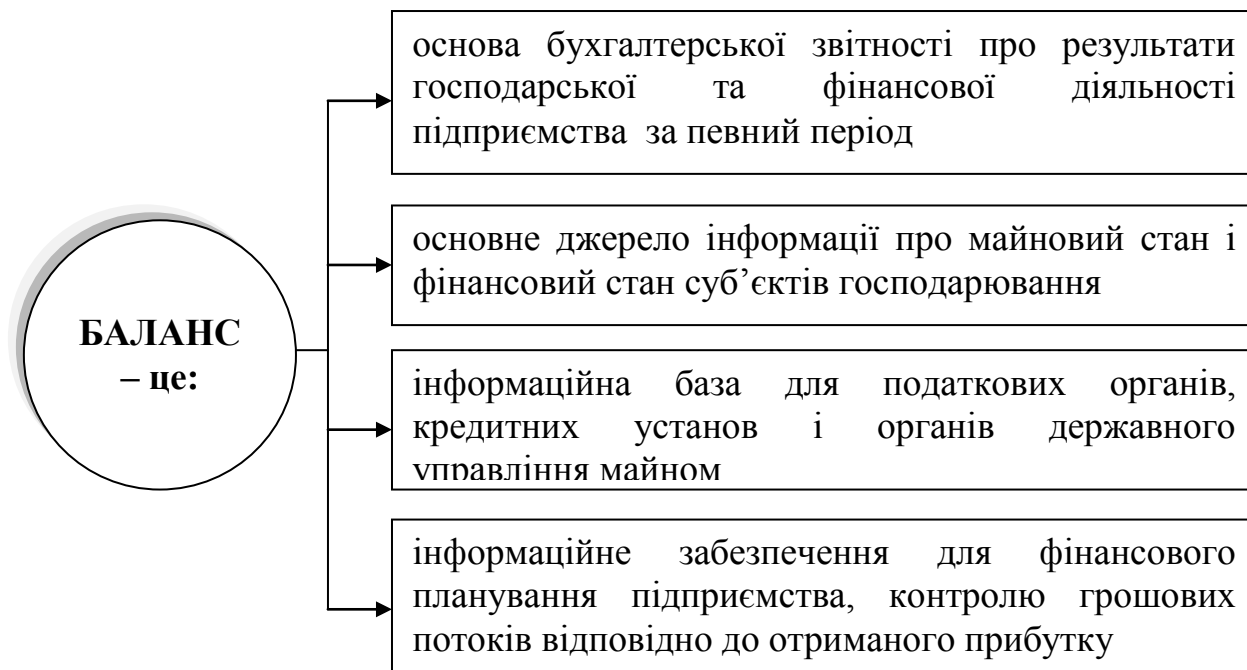 основа бухгалтерської звітності про результати
господарської та фінансової діяльності
підприємства за певний період
основне джерело інформації про майновий стан і
фінансовий стан суб’єктів господарювання
БАЛАНС
– це:
інформаційна база для податкових органів,
кредитних установ і органів державного
управління майном
інформаційне забезпечення для фінансового
планування підприємства, контролю грошових
потоків відповідно до отриманого прибутку